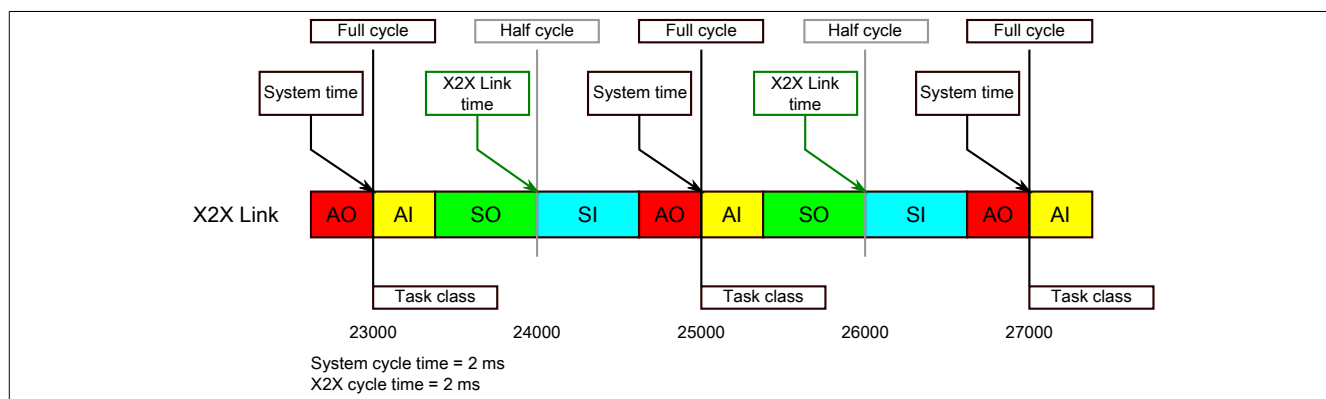 Full cycle Half cycle Full cycle Half cycle Full cycle
System time X2X Link time System time X2X Link time System time
X2X Link AO AI SO SI AO AI SO SI AO AI
Task class Task class Task class
23000 24000 25000 26000 27000
System cycle time = 2 ms
X2X cycle time = 2 ms